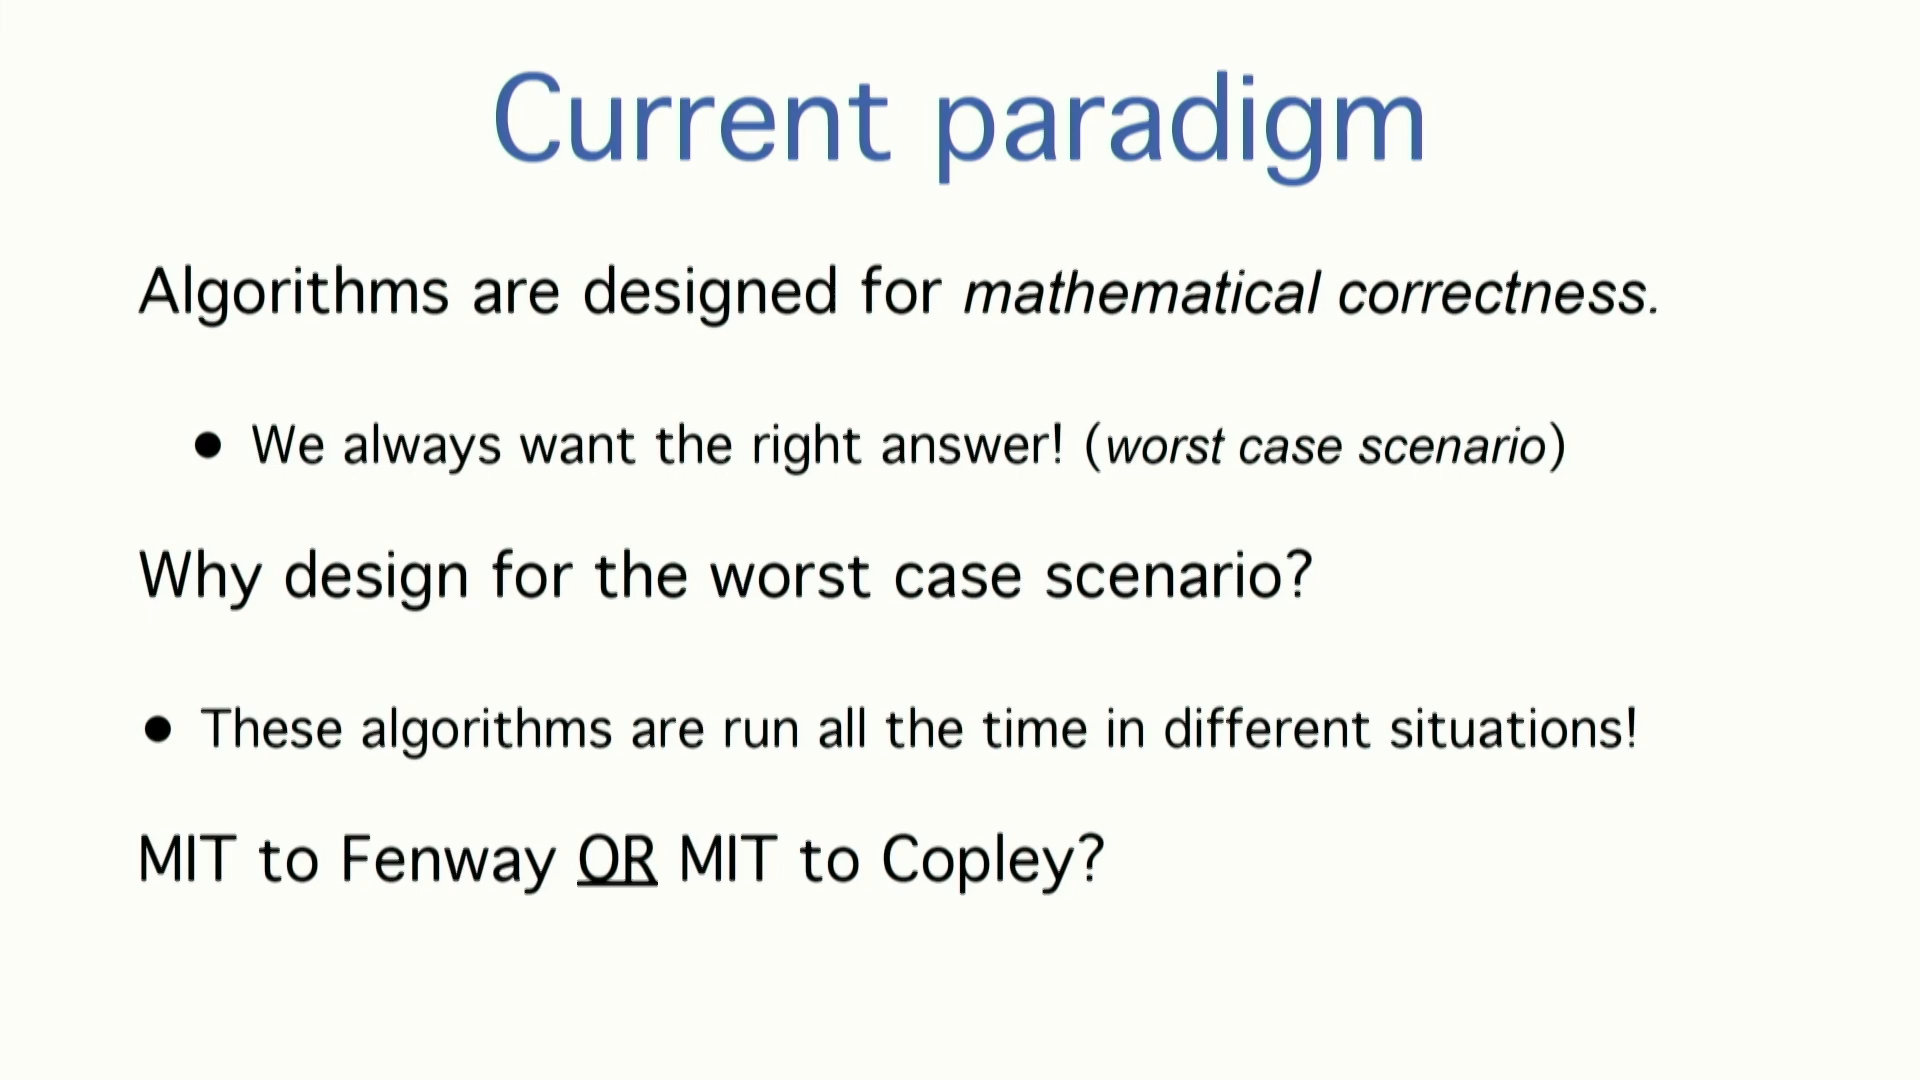 Current paradigm
Algorithms are designed for mathematical correctness.
● We always want the right answer! (worst case scenario)
Why design for the worst case scenario?
● These algorithms are run all the time in different situations!
MIT to Fenway OR MIT to Copley?